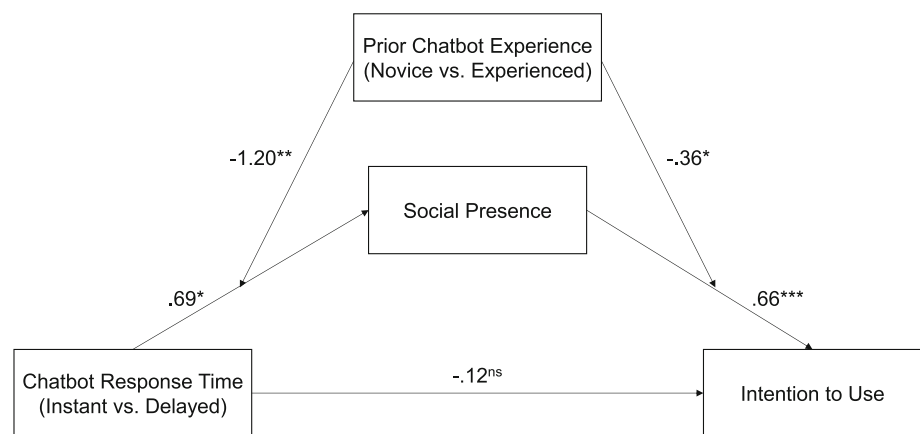 Prior Chatbot Experience
(Novice vs. Experienced)
-1.20**
-.36*
Social Presence
.69*
.66***
Chatbot Response Time
(Instant vs. Delayed)
-.12ns
Intention to Use